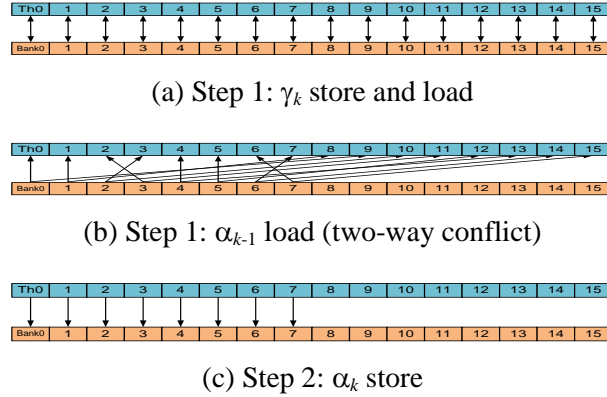 Th0 1 2 3 4 5 6 7 8 9 10 11 12 13 14 15
Bank0 1 2 3 4 5 6 7 8 9 10 11 12 13 14 15
(a) Step 1: γk store and load
Th0 1 2 3 4 5 6 7 8 9 10 11 12 13 14 15
Bank0 1 2 3 4 5 6 7 8 9 10 11 12 13 14 15
(b) Step 1: αk-1 load (two-way conflict)
Th0 1 2 3 4 5 6 7 8 9 10 11 12 13 14 15
Bank0 1 2 3 4 5 6 7 8 9 10 11 12 13 14 15
(c) Step 2: αk store